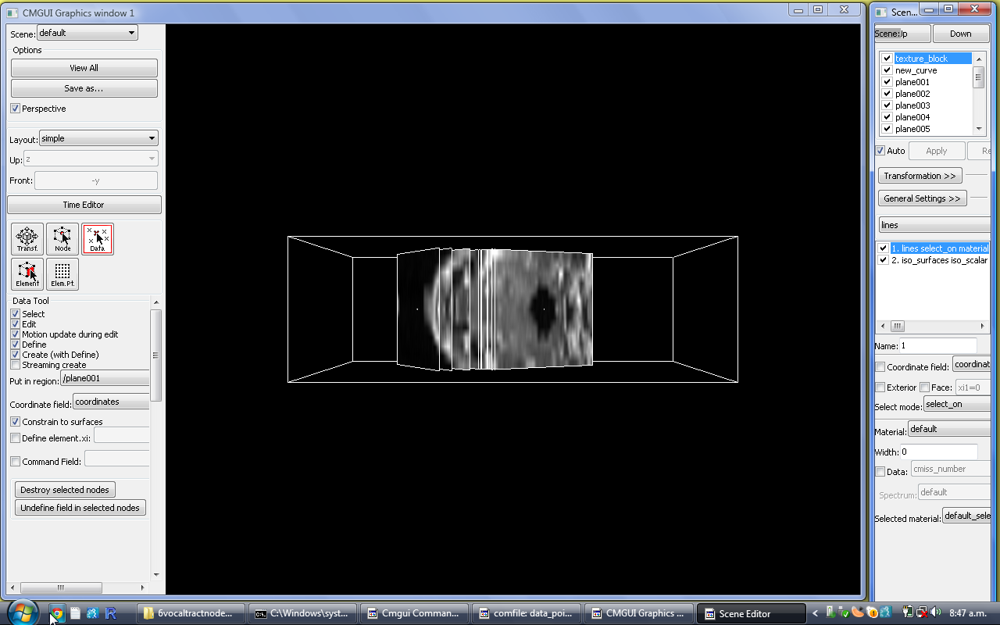 CMGUI Graphics window 1
Scene: default
Options
View All
Save as...
Perspective
Layout: simple
Up: z
Front: -y
Time Editor
Transf. Node Data
Element Elem.Pt.
Data Tool
Select
Edit
Motion update during edit
Define
Create (with Define)
Streaming create
Put in region: /plane001
Coordinate field: coordinates
Constrain to surfaces
Define element.xi:
Command Field:
Destroy selected nodes
Undefine field in selected nodes
Scen...
Scene: Down
texture_block
new_curve
plane001
plane002
plane003
plane004
plane005
Auto Apply Re
Transformation >>
General Settings >>
lines
1. lines select_on material
2. iso_surfaces iso_scalar
Name: 1
Coordinate field: coordinat
Exterior Face: xi1=0
Select mode: select_on
Material: default
Width: 0
Data: cmiss_number
Spectrum: default
Selected material: default_sele
6vocaltractnode... C:\Windows\syst... Cmgui Comman... comfile: data_poi... CMGUI Graphics ... Scene Editor 8:47 a.m.